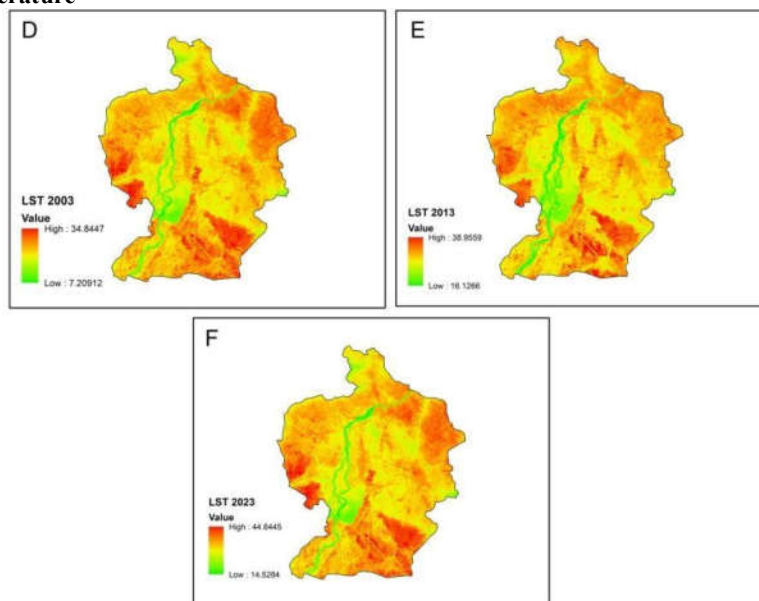 erature
D
LST 2003
Value
High : 34.8447
Low : 7.20912
E
LST 2013
Value
High : 38.9559
Low : 16.1266
F
LST 2023
Value
High : 44.6445
Low : 14.5284